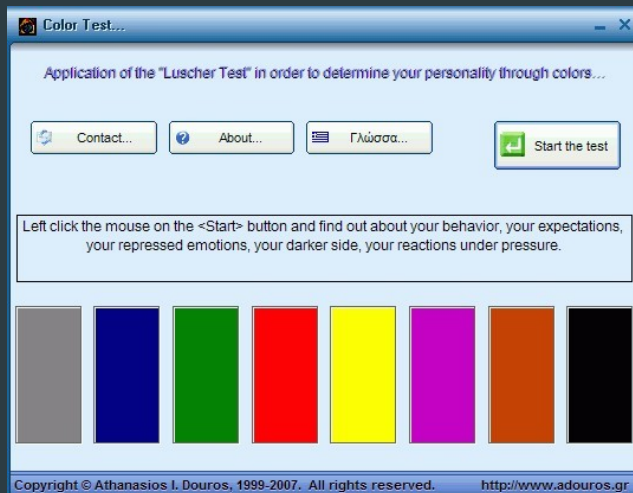 Color Test...
Application of the "Luscher Test" in order to determine your personality through colors...
Contact...
About...
Γλώσσα...
Start the test
Left click the mouse on the <Start> button and find out about your behavior, your expectations,
your repressed emotions, your darker side, your reactions under pressure.
Copyright © Athanasios I. Douros, 1999-2007. All rights reserved. http://www.adouros.gr